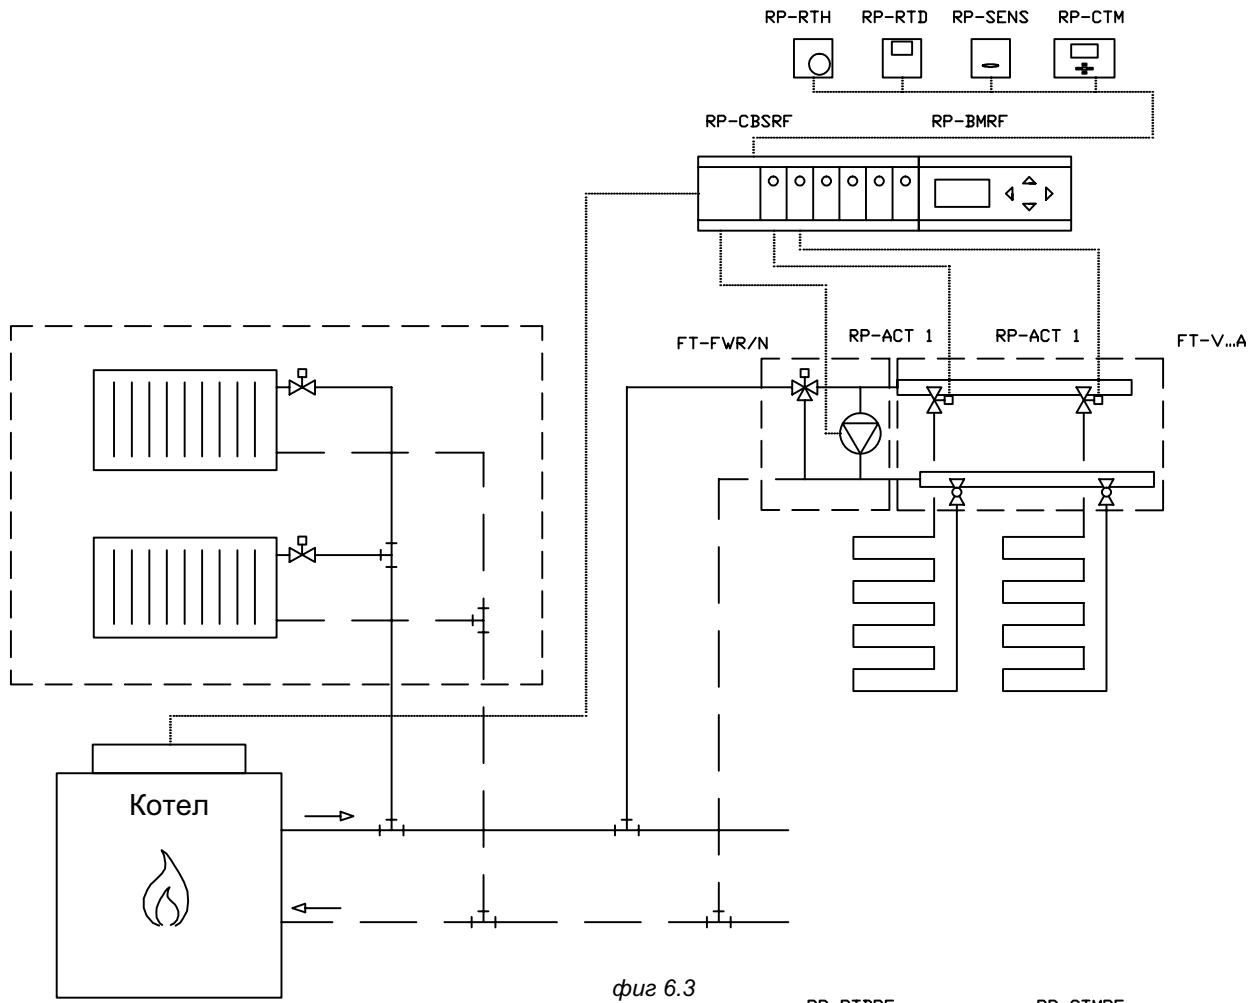 RP-RTH RP-RTD RP-SENS RP-CTM
RP-CBSRF RP-BMRF
FT-FWR/N RP-ACT 1 RP-ACT 1 FT-V...A
Котел
фиг 6.3